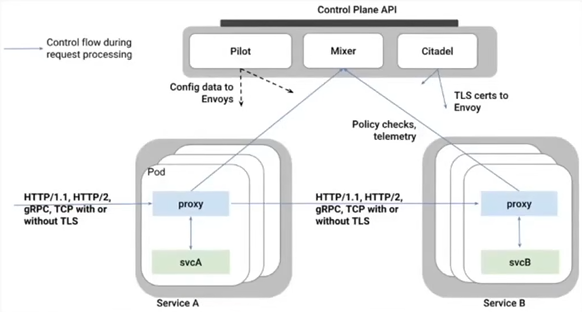 Control Plane API
Control flow during
request processing
Pilot
Mixer
Citadel
Config data to
Envoys
TLS certs to
Envoy
Policy checks,
telemetry
Pod
HTTP/1.1, HTTP/2,
gRPC, TCP with or
without TLS
proxy
HTTP/1.1, HTTP/2,
gRPC, TCP with or
without TLS
proxy
svcA
svcB
Service A
Service B